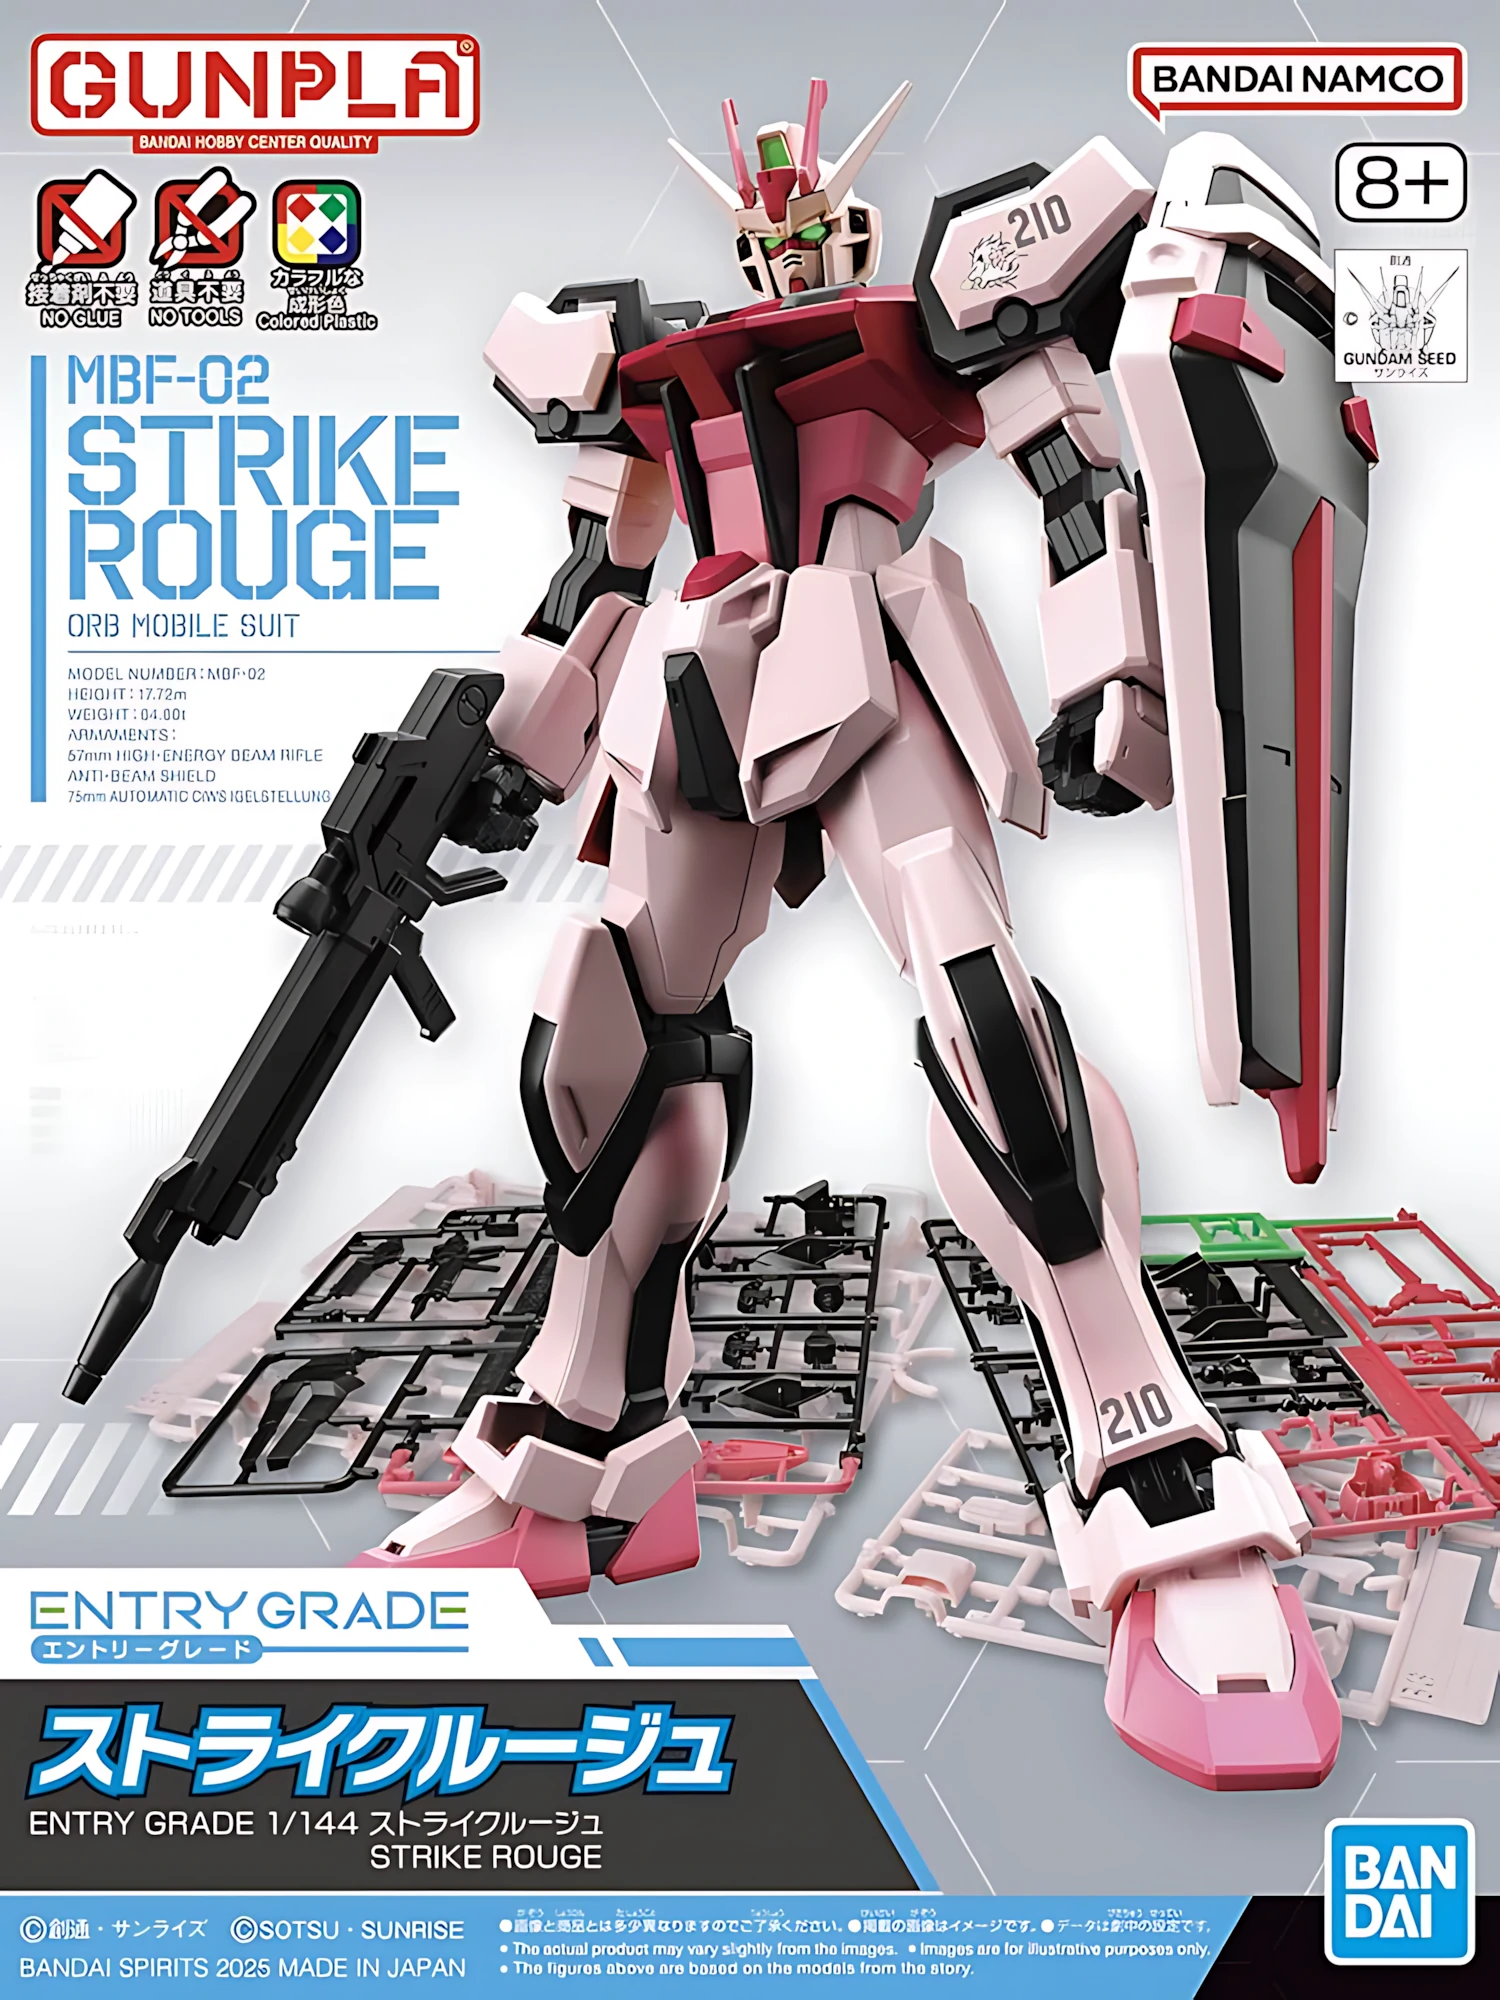 GUNPLA
BANDAI HOBBY CENTER QUALITY
接着剤不要
NO GLUE
道具不要
NO TOOLS
カラフルな
成形色
Colored Plastic
MBF-02
STRIKE
ROUGE
ORB MOBILE SUIT
MODEL NUMBER: MBF-02
HEIGHT: 17.72m
WEIGHT:
ARMAMENTS:
57mm HIGH-ENERGY BEAM RIFLE
ANTI-BEAM SHIELD
75mm AUTOMATIC CIWS IGELSTELLUNG
BANDAI NAMCO
8+
©
GUNDAM SEED
サンライズ
210
210
ENTRY GRADE
エントリーグレード
ストライクルージュ
ENTRY GRADE 1/144 ストライクルージュ
STRIKE ROUGE
©創通・サンライズ ©SOTSU・SUNRISE
BANDAI SPIRITS 2025 MADE IN JAPAN
●画像と商品とは多少異なりますのでご了承ください。●掲載の画像はイメージです。●データは劇中の設定です。
● The actual product may vary slightly from the images. ● Images are for illustrative purposes only.
● The figures above are based on the models from the story.
BAN
DAI